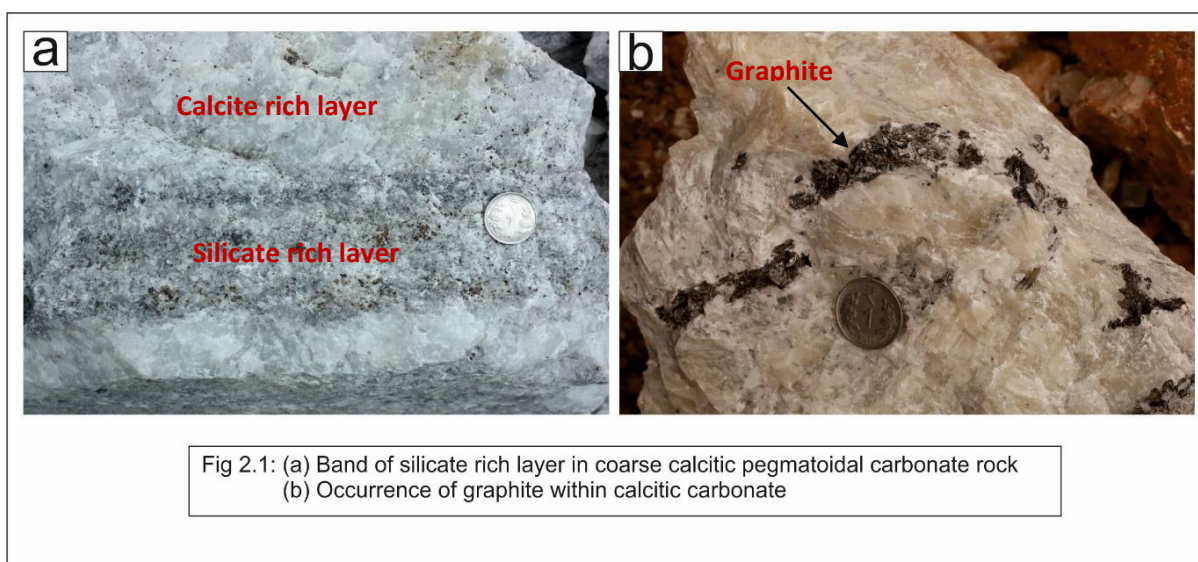 a
Calcite rich layer
Silicate rich layer
b
Graphite
Fig 2.1: (a) Band of silicate rich layer in coarse calcitic pegmatoidal carbonate rock
(b) Occurrence of graphite within calcitic carbonate